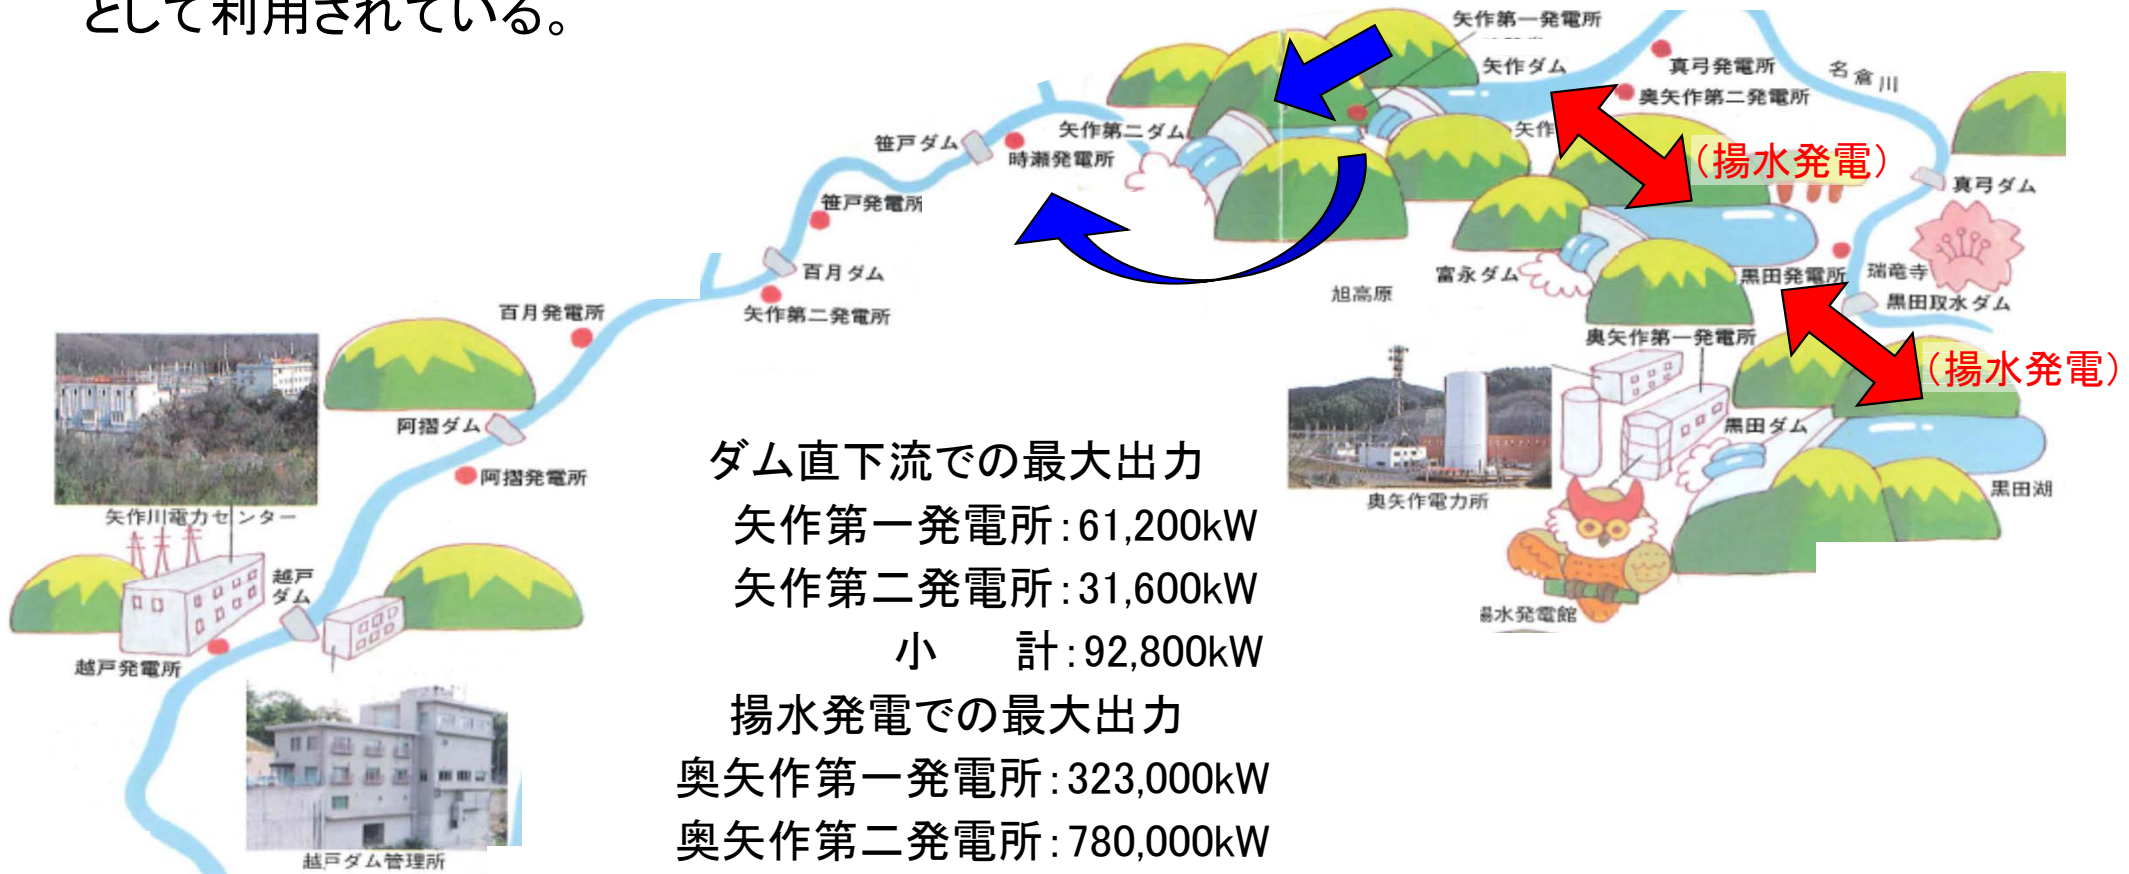 として利用されている。
矢作第一発電所
矢作ダム
真弓発電所
名倉川
奥矢作第二発電所
矢作第二ダム
矢作
笹戸ダム
時瀬発電所
(揚水発電)
真弓ダム
笹戸発電所
百月ダム
富永ダム
黒田発電所
瑞竜寺
旭高原
黒田取水ダム
百月発電所
矢作第二発電所
奥矢作第一発電所
(揚水発電)
阿摺ダム
黒田ダム
阿摺発電所
黒田湖
奥矢作電力所
矢作川電力センター
越戸
ダム
揚水発電館
越戸発電所
越戸ダム管理所
ダム直下流での最大出力
矢作第一発電所:61,200kW
矢作第二発電所:31,600kW
小 計:92,800kW
揚水発電での最大出力
奥矢作第一発電所:323,000kW
奥矢作第二発電所:780,000kW